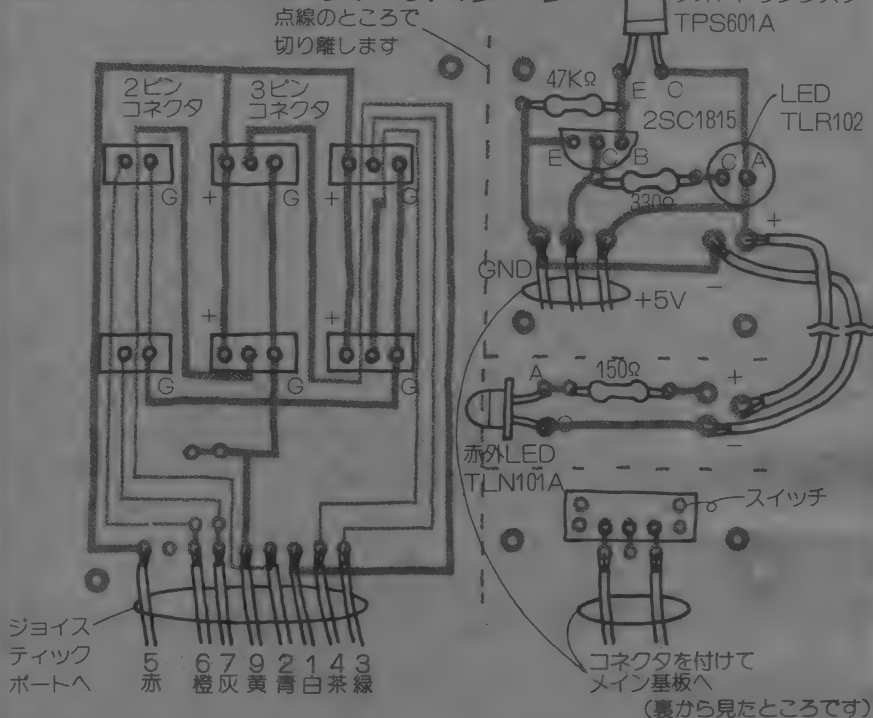 点線のところで
切り離します
TPS601A
2ピン
コネクタ
3ピン
コネクタ
47KΩ
E C
2SC1815
LED
TLR102
E C B
C A
330Ω
G
+ G
+ G
+
-
GND
+5V
G
+ G
+ G
A
150Ω
+
C
-
赤外LED
TLN101A
スイッチ
ジョイス
ティック
ポートへ
5 6 7 9 2 1 4 3
赤 橙 灰 黄 青 白 茶 緑
コネクタを付けて
メイン基板へ
(裏から見たところです)